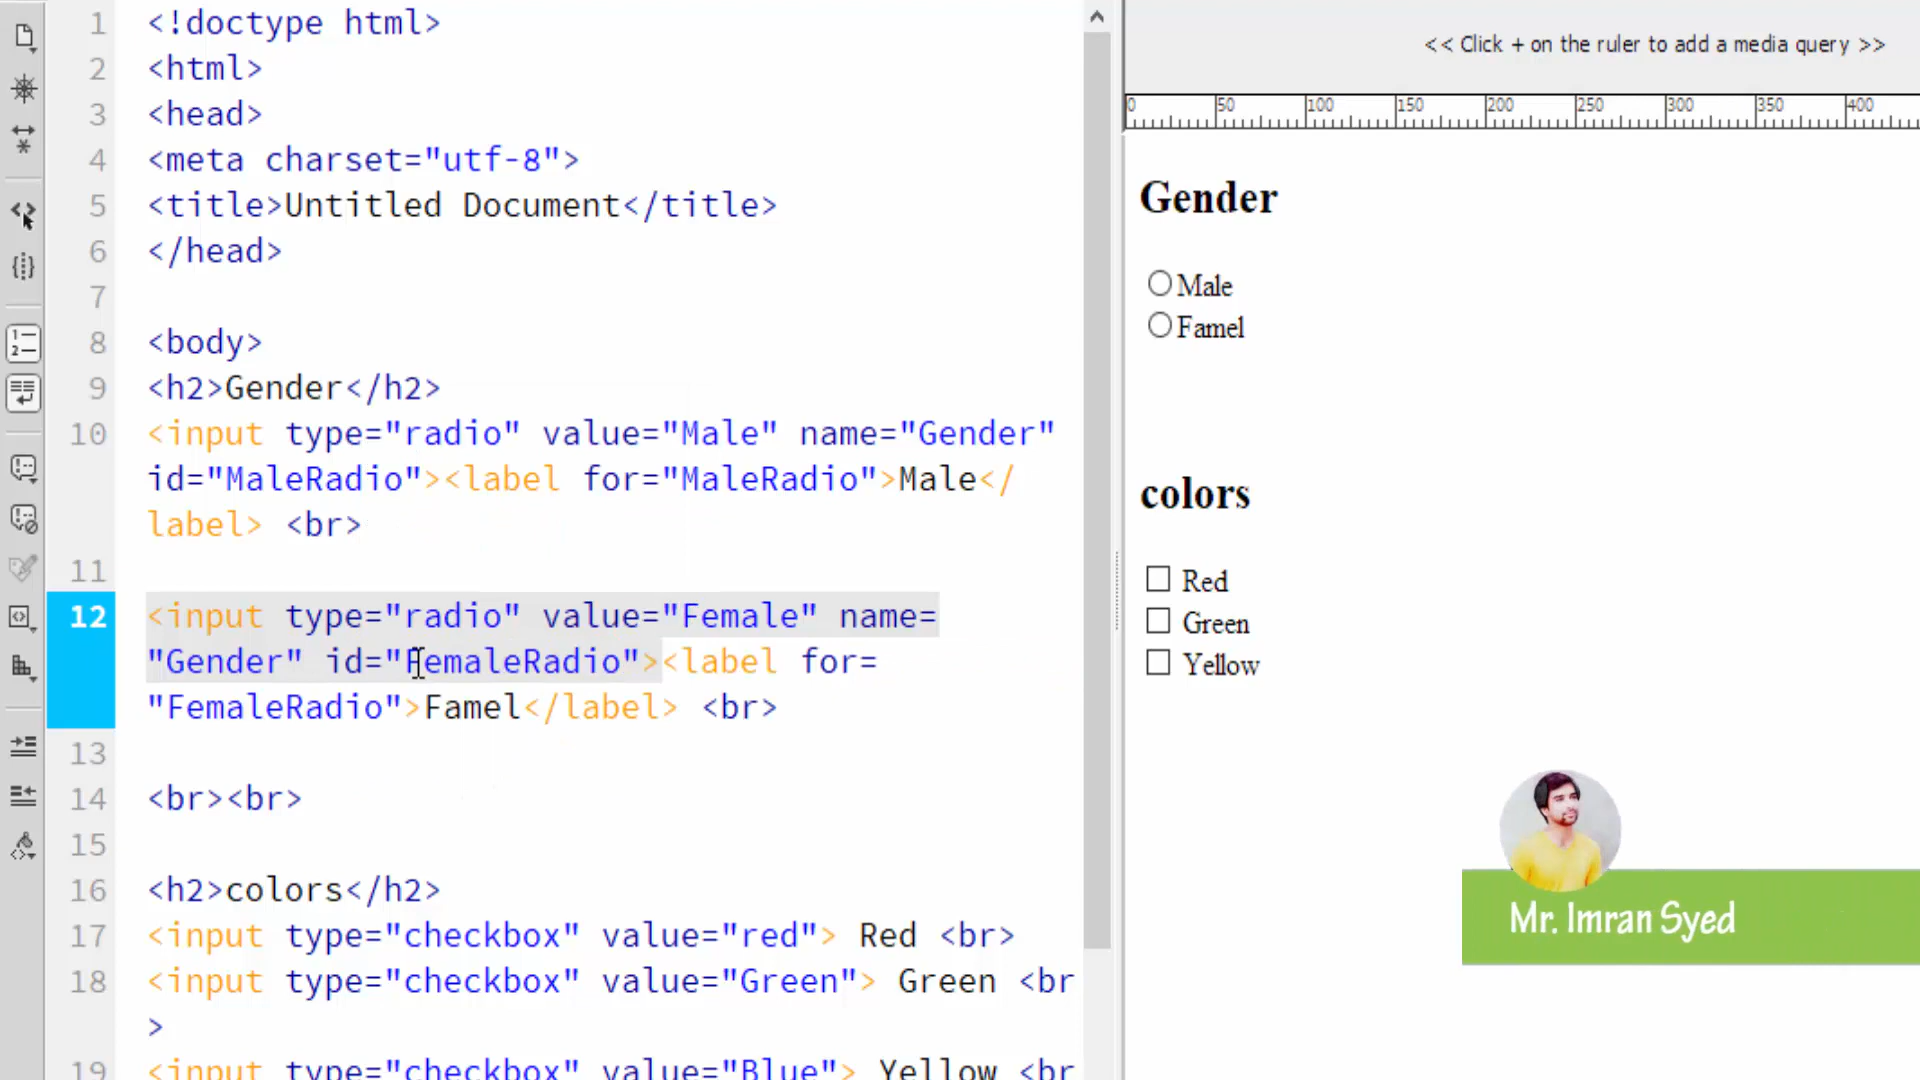 1 <!doctype html>
2 <html>
3 <head>
4 <meta charset="utf-8">
5 <title>Untitled Document</title>
6 </head>
7
8 <body>
9 <h2>Gender</h2>
10 <input type="radio" value="Male" name="Gender"
id="MaleRadio"><label for="MaleRadio">Male</
label> <br>
11
12 <input type="radio" value="Female" name=
"Gender" id="FemaleRadio"><label for=
"FemaleRadio">Famel</label> <br>
13
14 <br><br>
15
16 <h2>colors</h2>
17 <input type="checkbox" value="red"> Red <br>
18 <input type="checkbox" value="Green"> Green <br
>
19 <input type="checkbox" value="Blue"> Yellow <br
<< Click + on the ruler to add a media query >>
0 50 100 150 200 250 300 350 400
Gender
Male
Famel
colors
Red
Green
Yellow
Mr. Imran Syed